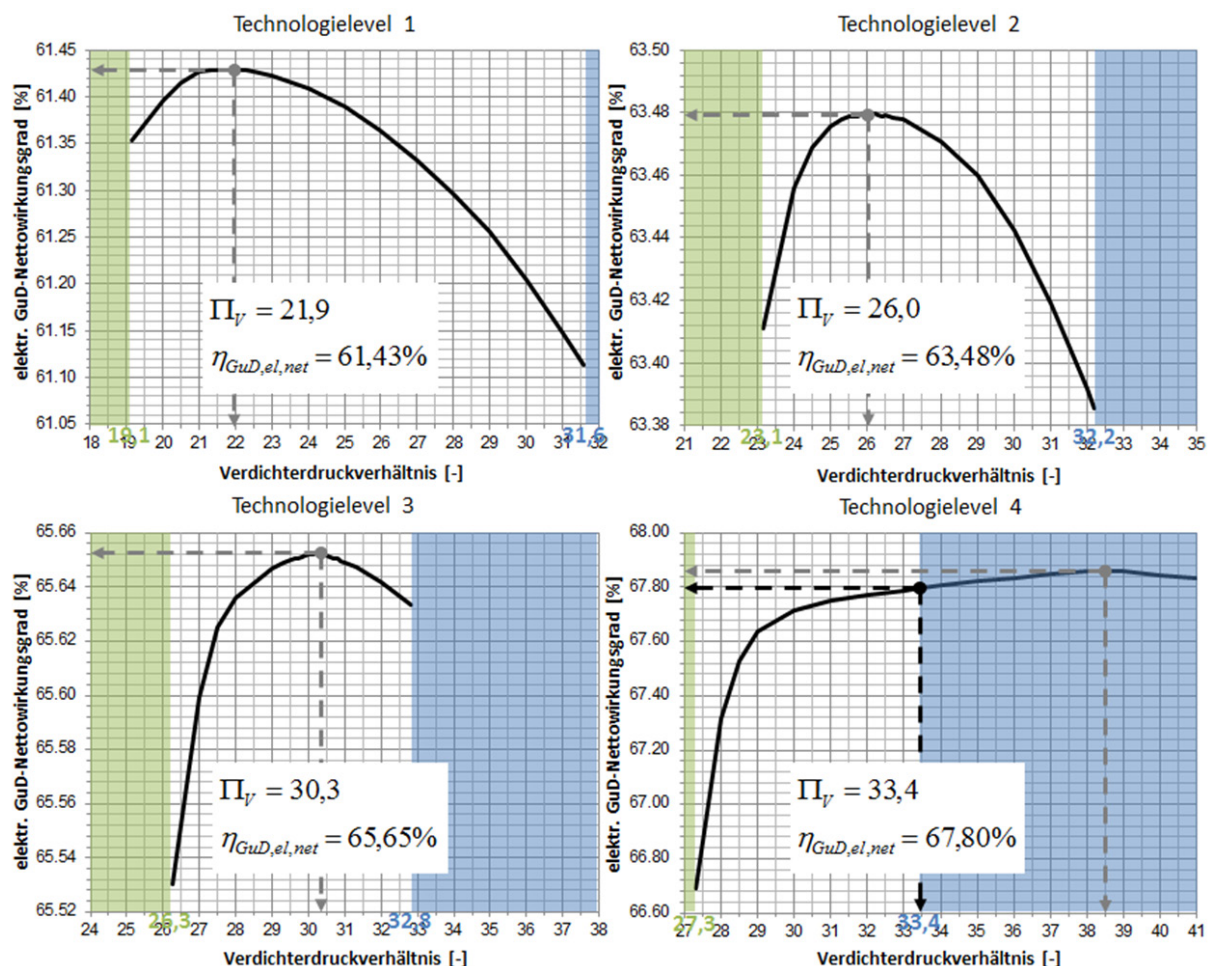 Technologielevel 1
elektr. GuD-Nettowirkungsgrad [%]
61.45
61.40
61.35
61.30
61.25
61.20
61.15
61.10
61.05
Π_V = 21,9
η_GuD,el,net = 61,43%
19,1
31,6
18 19 20 21 22 23 24 25 26 27 28 29 30 31 32
Verdichterdruckverhältnis [-]
Technologielevel 2
elektr. GuD-Nettowirkungsgrad [%]
63.50
63.48
63.46
63.44
63.42
63.40
63.38
Π_V = 26,0
η_GuD,el,net = 63,48%
23,1
32,2
21 22 23 24 25 26 27 28 29 30 31 32 33 34 35
Verdichterdruckverhältnis [-]
Technologielevel 3
elektr. GuD-Nettowirkungsgrad [%]
65.66
65.64
65.62
65.60
65.58
65.56
65.54
65.52
Π_V = 30,3
η_GuD,el,net = 65,65%
26,3
32,8
24 25 26 27 28 29 30 31 32 33 34 35 36 37 38
Verdichterdruckverhältnis [-]
Technologielevel 4
elektr. GuD-Nettowirkungsgrad [%]
68.00
67.80
67.60
67.40
67.20
67.00
66.80
66.60
Π_V = 33,4
η_GuD,el,net = 67,80%
27,3
33,4
27 28 29 30 31 32 33 34 35 36 37 38 39 40 41
Verdichterdruckverhältnis [-]